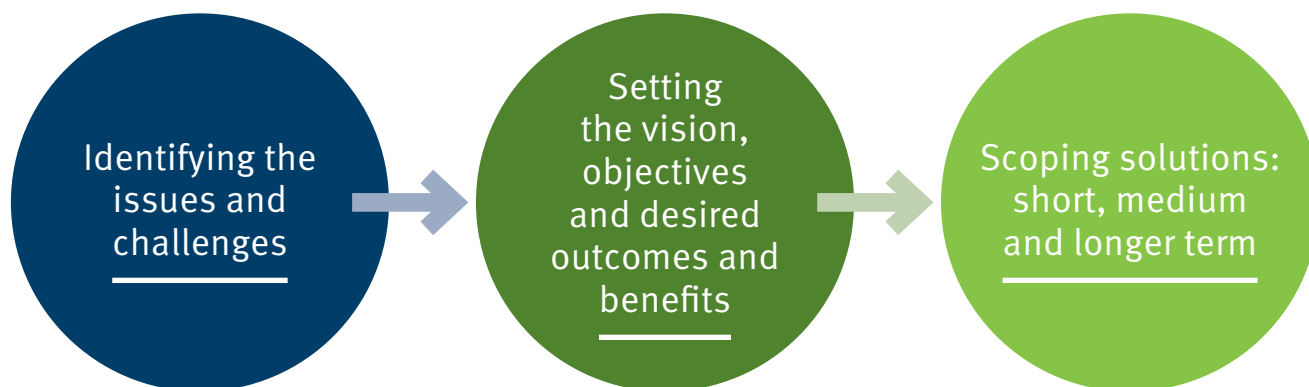 Identifying the
issues and
challenges
Setting
the vision,
objectives
and desired
outcomes and
benefits
Scoping solutions:
short, medium
and longer term